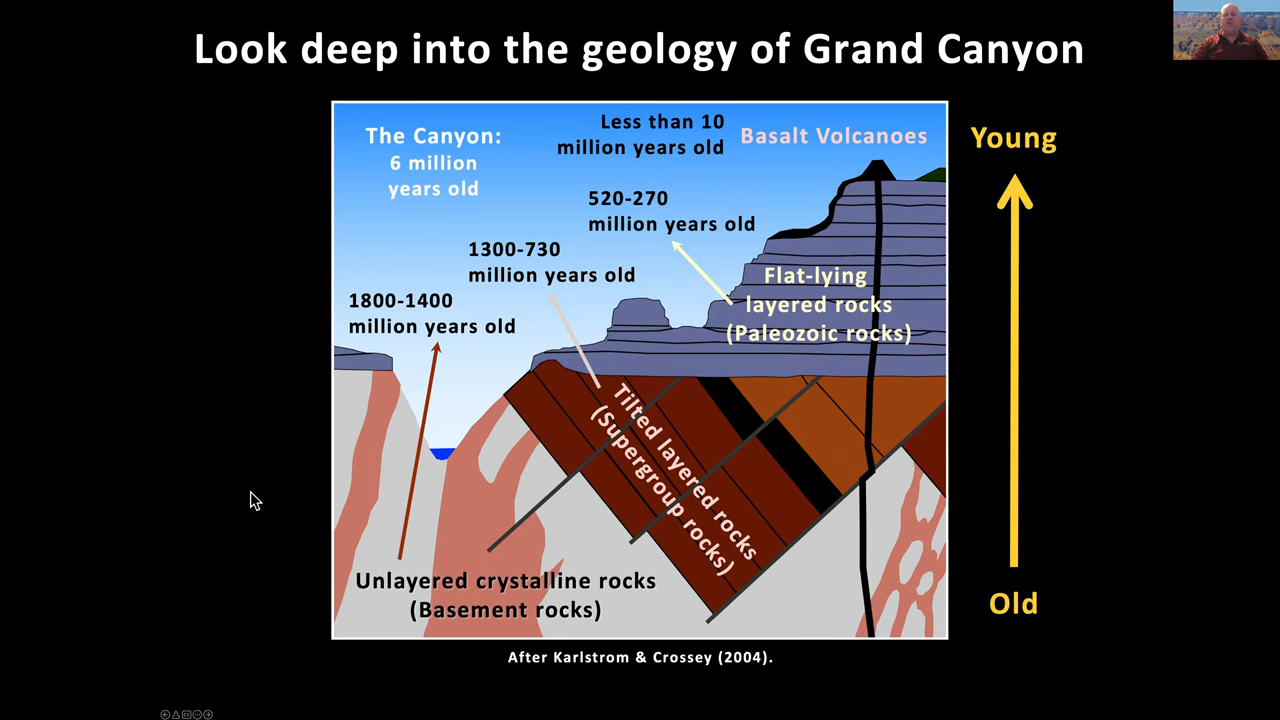 Look deep into the geology of Grand Canyon
The Canyon:
6 million
years old
Less than 10
million years old
Basalt Volcanoes
Young
520-270
million years old
1300-730
million years old
1800-1400
million years old
Flat-lying
layered rocks
(Paleozoic rocks)
Tilted layered rocks
(Supergroup rocks)
Unlayered crystalline rocks
(Basement rocks)
Old
After Karlstrom & Crossey (2004).